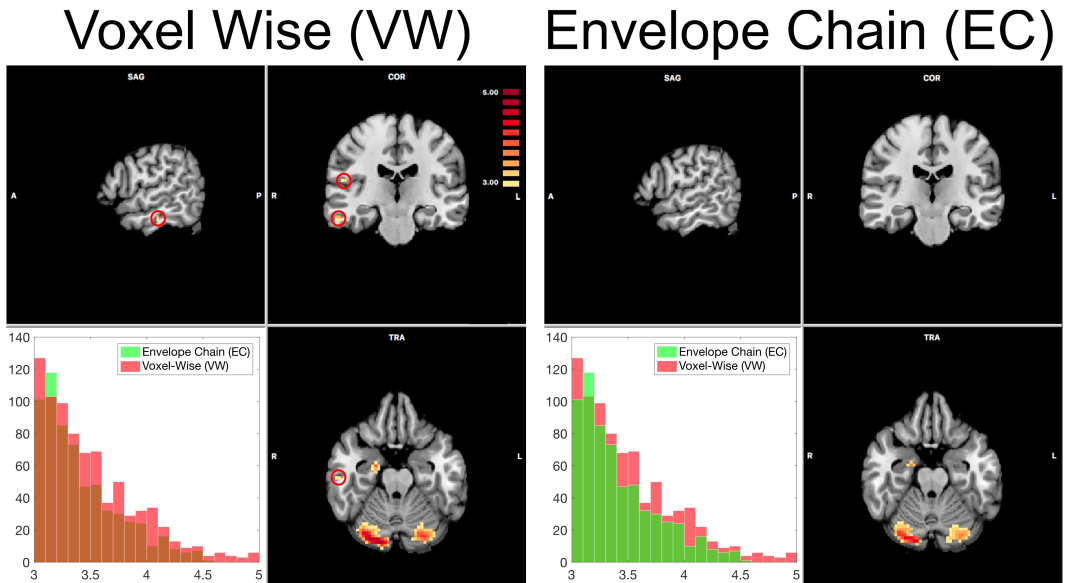 Voxel Wise (VW)
Envelope Chain (EC)
SAG
COR
5.00
3.00
A
P
R
L
SAG
COR
A
P
R
L
140
120
100
80
60
40
20
0
3
3.5
4
4.5
5
Envelope Chain (EC)
Voxel-Wise (VW)
TRA
R
L
140
120
100
80
60
40
20
0
3
3.5
4
4.5
5
Envelope Chain (EC)
Voxel-Wise (VW)
TRA
R
L